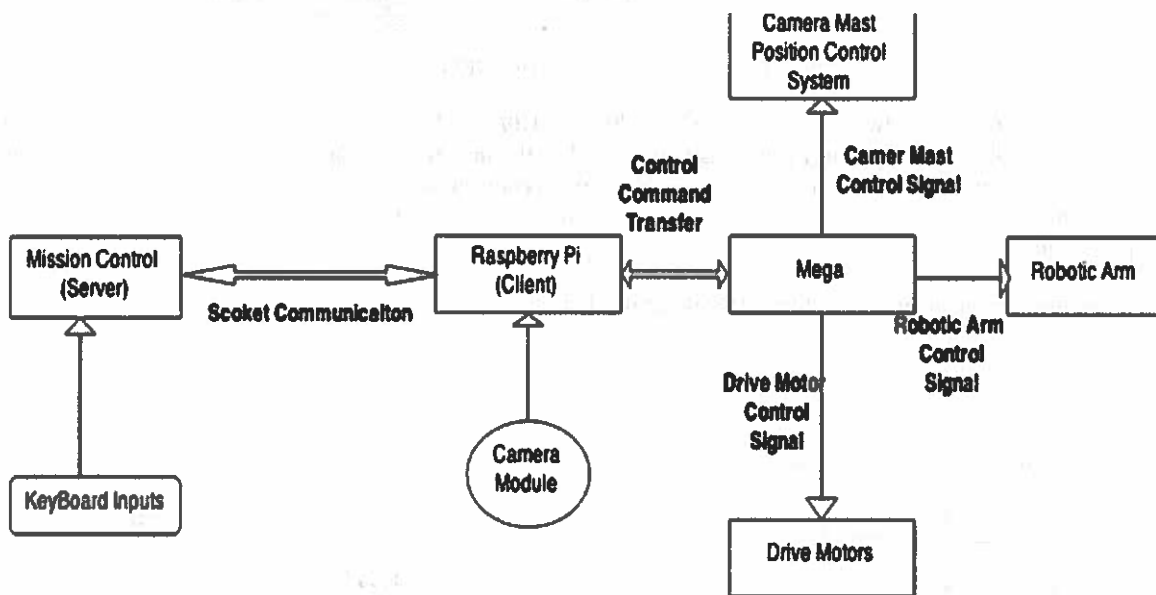 Camera Mast
Position Control
System
Camer Mast
Control Signal
Control
Command
Transfer
Mission Control
(Server)
Scoket Communicaiton
Raspberry Pi
(Client)
Mega
Robotic Arm
Robotic Arm
Control
Signal
Drive Motor
Control
Signal
Camera
Module
KeyBoard Inputs
Drive Motors